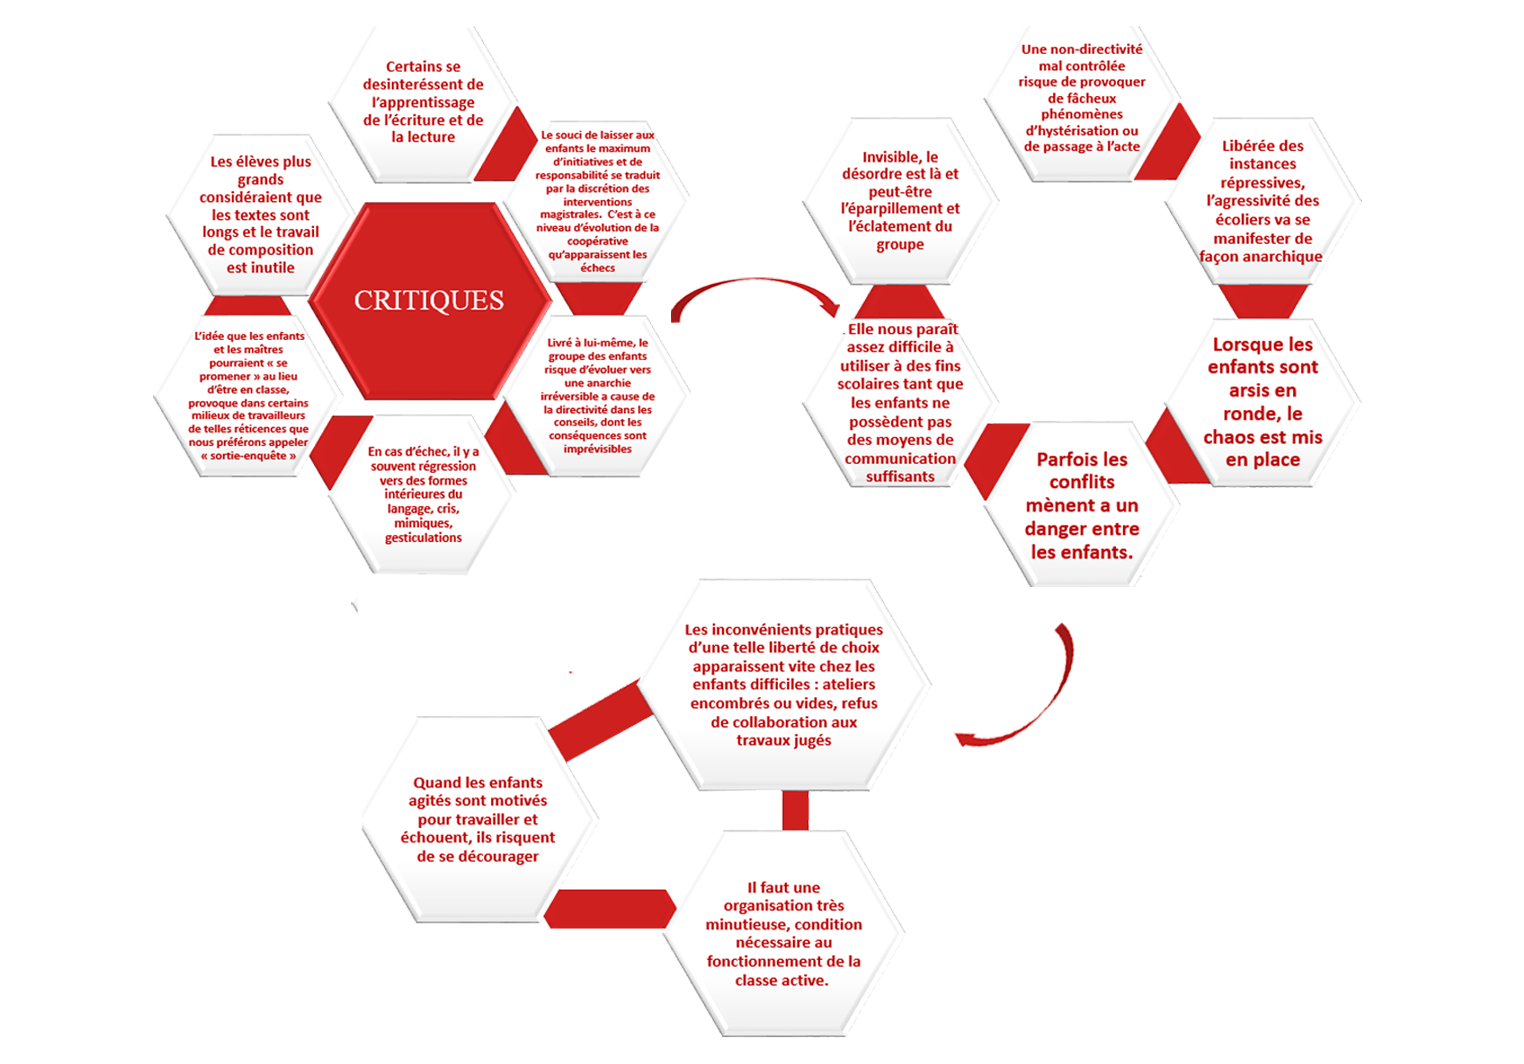 Certains se
desinteréssent de
l'apprentissage
de l'écriture et de
la lecture
Les élèves plus
grands
considéraient que
les textes sont
longs et le travail
de composition
est inutile
Le souci de laisser aux
enfants le maximum
d'initiatives et de
responsabilité se traduit
par la discrétion des
interventions
magistrales. C'est à ce
niveau d'évolution de la
coopérative
qu'apparaissent les
échecs
CRITIQUES
L'idée que les enfants
et les maîtres
pourraient « se
promener » au lieu
d'être en classe,
provoque dans certains
milieux de travailleurs
de telles réticences que
nous préférons appeler
« sortie-enquête »
Livré à lui-même, le
groupe des enfants
risque d'évoluer vers
une anarchie
irréversible a cause de
la directivité dans les
conseils, dont les
conséquences sont
imprévisibles
En cas d'échec, il y a
souvent régression
vers des formes
intérieures du
langage, cris,
mimiques,
gesticulations
Une non-directivité
mal contrôlée
risque de provoquer
de fâcheux
phénomènes
d'hystérisation ou
de passage à l'acte
Invisible, le
désordre est là et
peut-être
l'éparpillement et
l'éclatement du
groupe
Libérée des
instances
répressives,
l'agressivité des
écoliers va se
manifester de
façon anarchique
Elle nous paraît
assez difficile à
utiliser à des fins
scolaires tant que
les enfants ne
possèdent pas
des moyens de
communication
suffisants
Lorsque les
enfants sont
arsis en
ronde, le
chaos est mis
en place
Parfois les
conflits
mènent a un
danger entre
les enfants.
Les inconvénients pratiques
d'une telle liberté de choix
apparaissent vite chez les
enfants difficiles : ateliers
encombrés ou vides, refus
de collaboration aux
travaux jugés
Quand les enfants
agités sont motivés
pour travailler et
échouent, ils risquent
de se décourager
Il faut une
organisation très
minutieuse, condition
nécessaire au
fonctionnement de la
classe active.